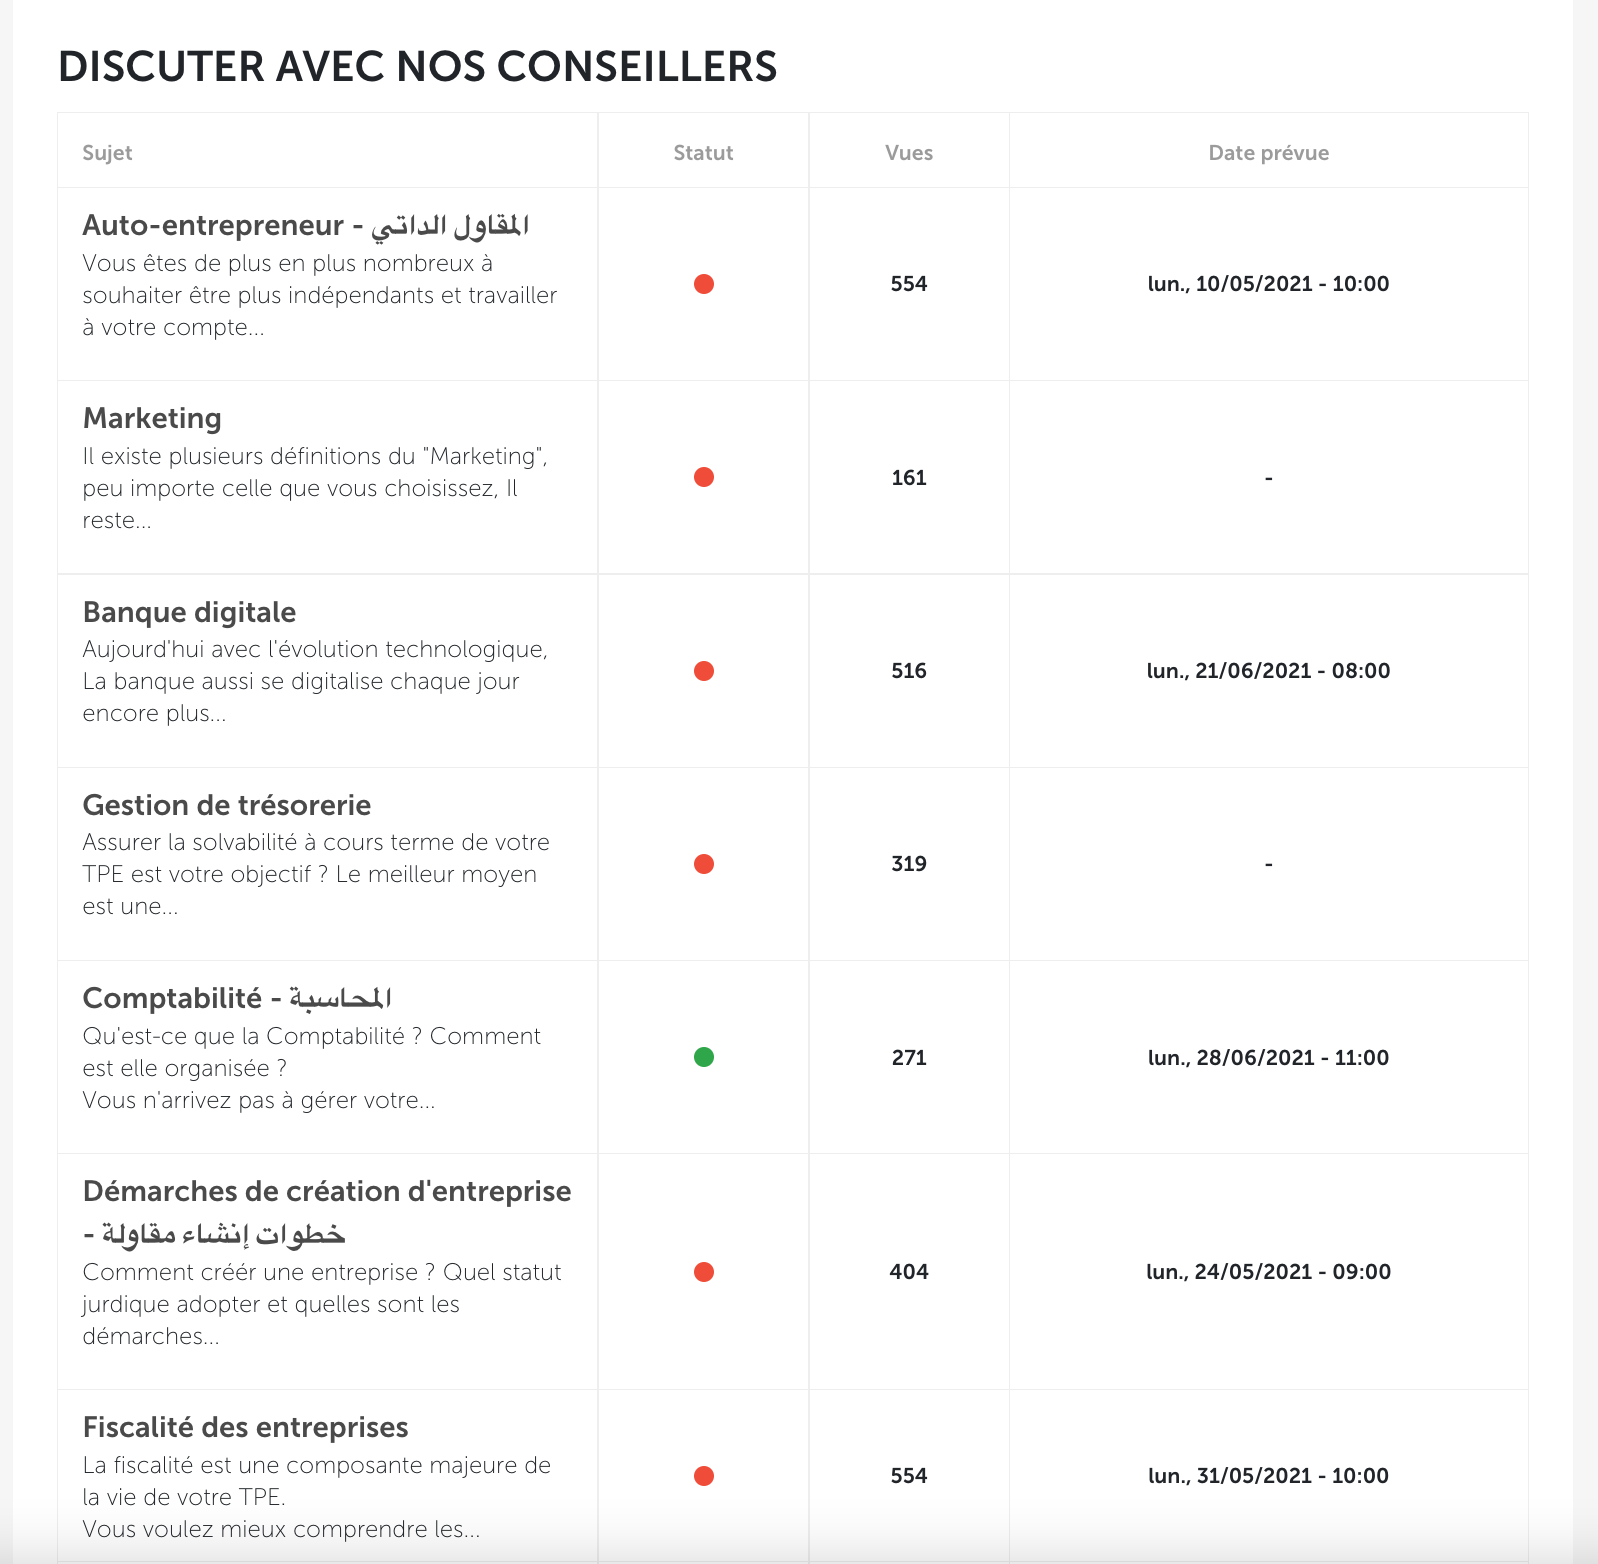 DISCUTER AVEC NOS CONSEILLERS
Sujet Statut Vues Date prévue
Auto-entrepreneur - المقاول الداتي
Vous êtes de plus en plus nombreux à
souhaiter être plus indépendants et travailler
à votre compte...
554 lun., 10/05/2021 - 10:00
Marketing
Il existe plusieurs définitions du "Marketing",
peu importe celle que vous choisissez, Il
reste...
161 -
Banque digitale
Aujourd'hui avec l'évolution technologique,
La banque aussi se digitalise chaque jour
encore plus...
516 lun., 21/06/2021 - 08:00
Gestion de trésorerie
Assurer la solvabilité à cours terme de votre
TPE est votre objectif ? Le meilleur moyen
est une...
319 -
Comptabilité - المحاسبة
Qu'est-ce que la Comptabilité ? Comment
est elle organisée ?
Vous n'arrivez pas à gérer votre...
271 lun., 28/06/2021 - 11:00
Démarches de création d'entreprise
- خطوات إنشاء مقاولة
Comment créér une entreprise ? Quel statut
jurdique adopter et quelles sont les
démarches...
404 lun., 24/05/2021 - 09:00
Fiscalité des entreprises
La fiscalité est une composante majeure de
la vie de votre TPE.
Vous voulez mieux comprendre les...
554 lun., 31/05/2021 - 10:00